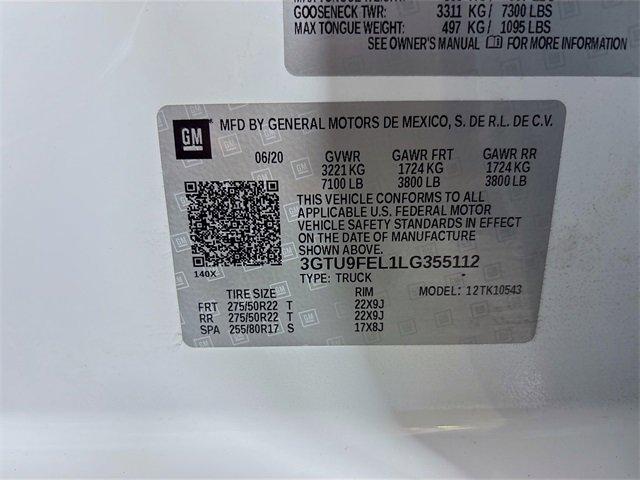 GOOSENECK TWR: 3311 KG / 7300 LBS
MAX TONGUE WEIGHT: 497 KG / 1095 LBS
SEE OWNER'S MANUAL FOR MORE INFORMATION
GM MFD BY GENERAL MOTORS DE MEXICO, S. DE R.L. DE C.V.
06/20 GVWR GAWR FRT GAWR RR
3221 KG 1724 KG 1724 KG
7100 LB 3800 LB 3800 LB
THIS VEHICLE CONFORMS TO ALL
APPLICABLE U.S. FEDERAL MOTOR
VEHICLE SAFETY STANDARDS IN EFFECT
ON THE DATE OF MANUFACTURE
SHOWN ABOVE.
140X 3GTU9FEL1LG355112
TYPE: TRUCK MODEL: 12TK10543
TIRE SIZE RIM
FRT 275/50R22 T 22X9J
RR 275/50R22 T 22X9J
SPA 255/80R17 S 17X8J